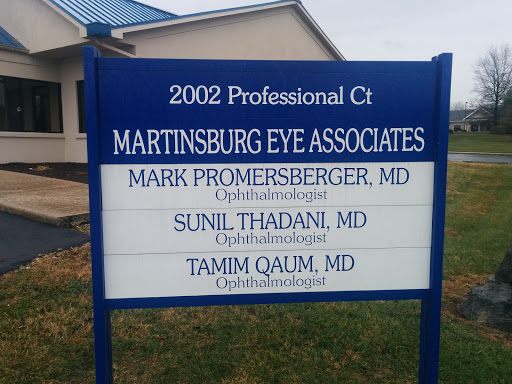 2002 Professional Ct
MARTINSBURG EYE ASSOCIATES
MARK PROMERSBERGER, MD
Ophthalmologist
SUNIL THADANI, MD
Ophthalmologist
TAMIM QAUM, MD
Ophthalmologist